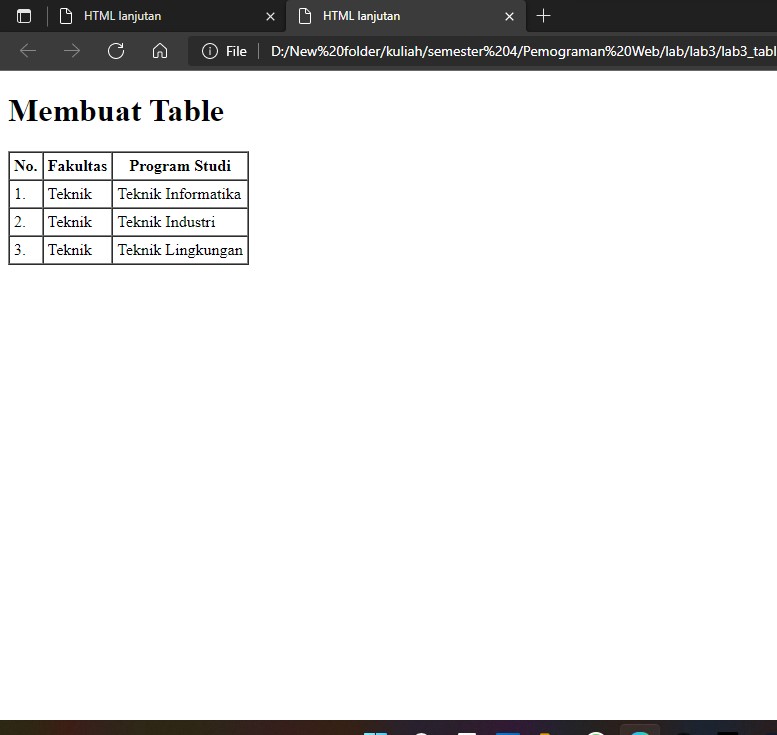 HTML lanjutan
HTML lanjutan
File D:/New%20folder/kuliah/semester%204/Pemograman%20Web/lab/lab3/lab3_tabl
Membuat Table
No. Fakultas Program Studi
1. Teknik Teknik Informatika
2. Teknik Teknik Industri
3. Teknik Teknik Lingkungan